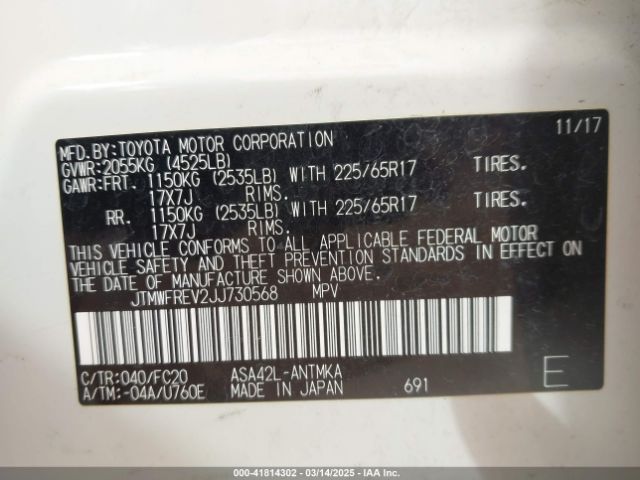 MFD.BY:TOYOTA MOTOR CORPORATION 11/17
GVWR:2055KG (4525LB)
GAWR:FRT. 1150KG (2535LB) WITH 225/65R17 TIRES.
17X7J RIMS.
RR. 1150KG (2535LB) WITH 225/65R17 TIRES.
17X7J RIMS.
THIS VEHICLE CONFORMS TO ALL APPLICABLE FEDERAL MOTOR
VEHICLE SAFETY AND THEFT PREVENTION STANDARDS IN EFFECT ON
THE DATE OF MANUFACTURE SHOWN ABOVE.
JTMWFREV2JJ730568 MPV
C/TR:040/FC20 ASA42L-ANTMKA
A/TM:-04A/U760E MADE IN JAPAN 691 E
000-41814302 - 03/14/2025 - IAA Inc.